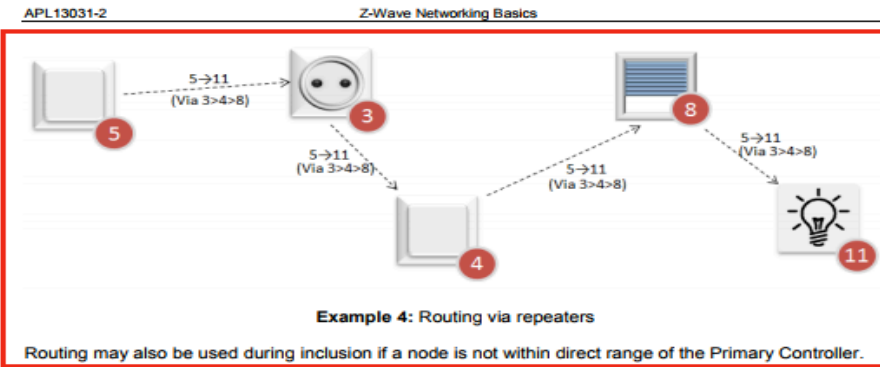 APL13031-2 Z-Wave Networking Basics
5→11
(Via 3>4>8)
5
3
5→11
(Via 3>4>8)
4
5→11
(Via 3>4>8)
8
5→11
(Via 3>4>8)
11
Example 4: Routing via repeaters
Routing may also be used during inclusion if a node is not within direct range of the Primary Controller.